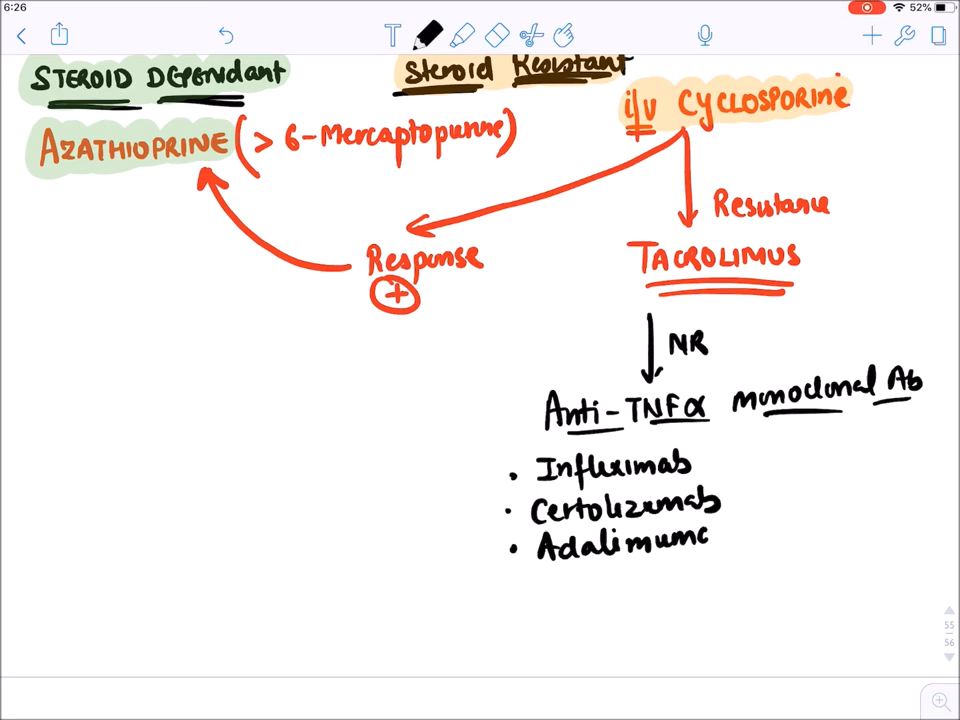 6:26
52%
T
STEROID DEPENDANT
Steroid Resistant
i/v CYCLOSPORINE
AZATHIOPRINE (> 6-Mercaptopurine)
Resistance
Response
+
TACROLIMUS
NR
Anti-TNFα monoclonal Ab
• Infliximab
• Certolizumab
• Adalimuma
55
56